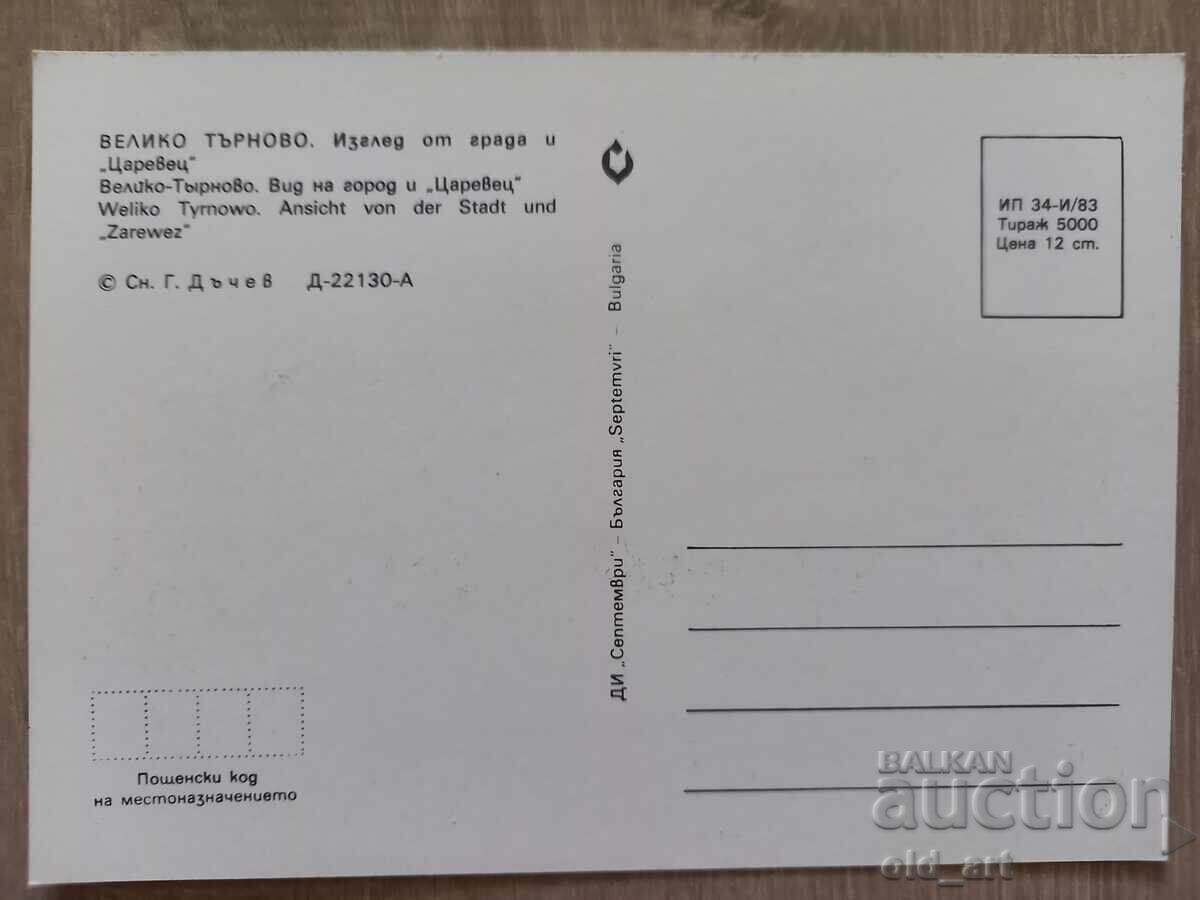 ВЕЛИКО ТЪРНОВО. Изглед от града и
„Царевец"
Велико-Тырново. Вид на город и „Царевец"
Weliko Tyrnowo. Ansicht von der Stadt und
„Zarewez"
© Сн. Г. Дъчев Д-22130-А
Пощенски код
на местоназначението
ДИ „Септември" – България „Septemvri" – Bulgaria
ИП 34-И/83
Тираж 5000
Цена 12 ст.
BALKAN
auction
old_art